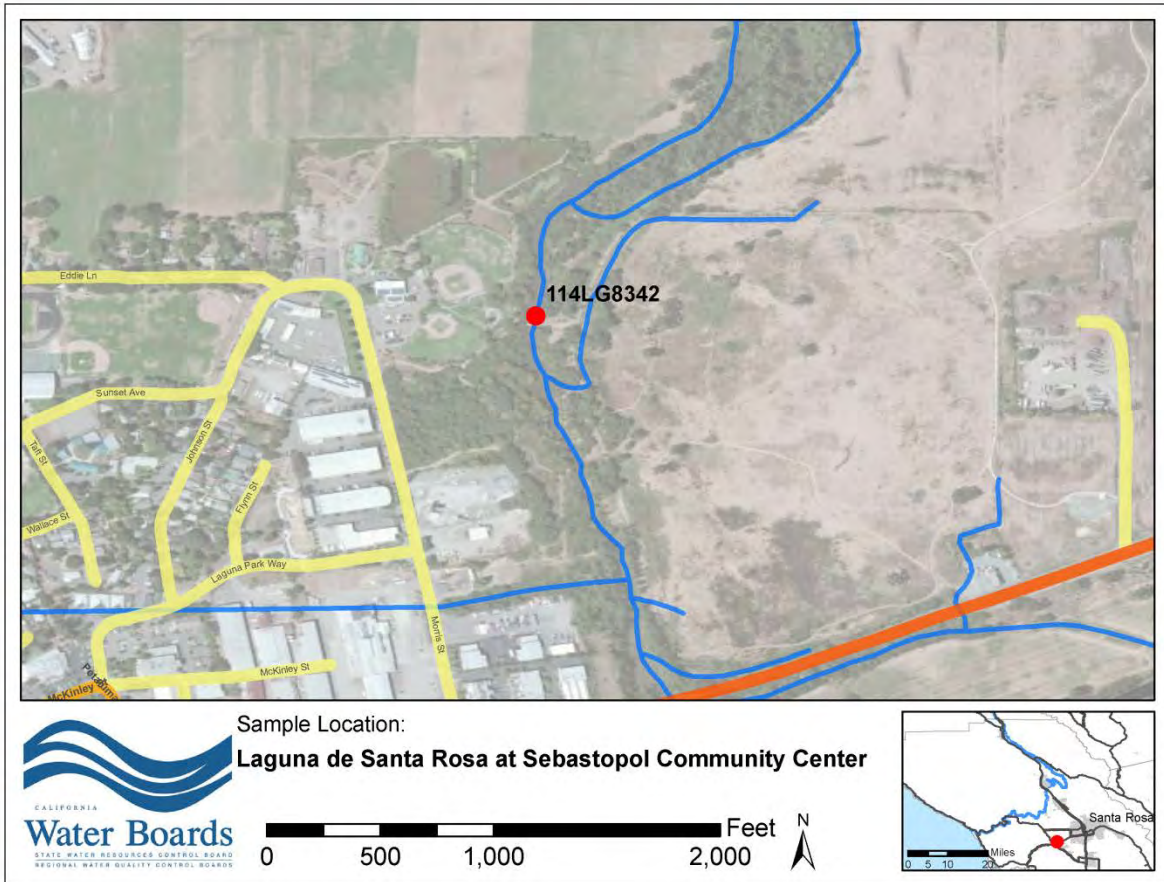 114LG8342
Eddie Ln
Sunset Ave
Johnson St
Taft St
Flynn St
Wallace St
Laguna Park Way
Morris St
McKinley St
McKinley
Sample Location:
Laguna de Santa Rosa at Sebastopol Community Center
CALIFORNIA
Water Boards
STATE WATER RESOURCES CONTROL BOARD
REGIONAL WATER QUALITY CONTROL BOARDS
Feet
0 500 1,000 2,000
N
Santa Rosa
Miles
0 5 10 20